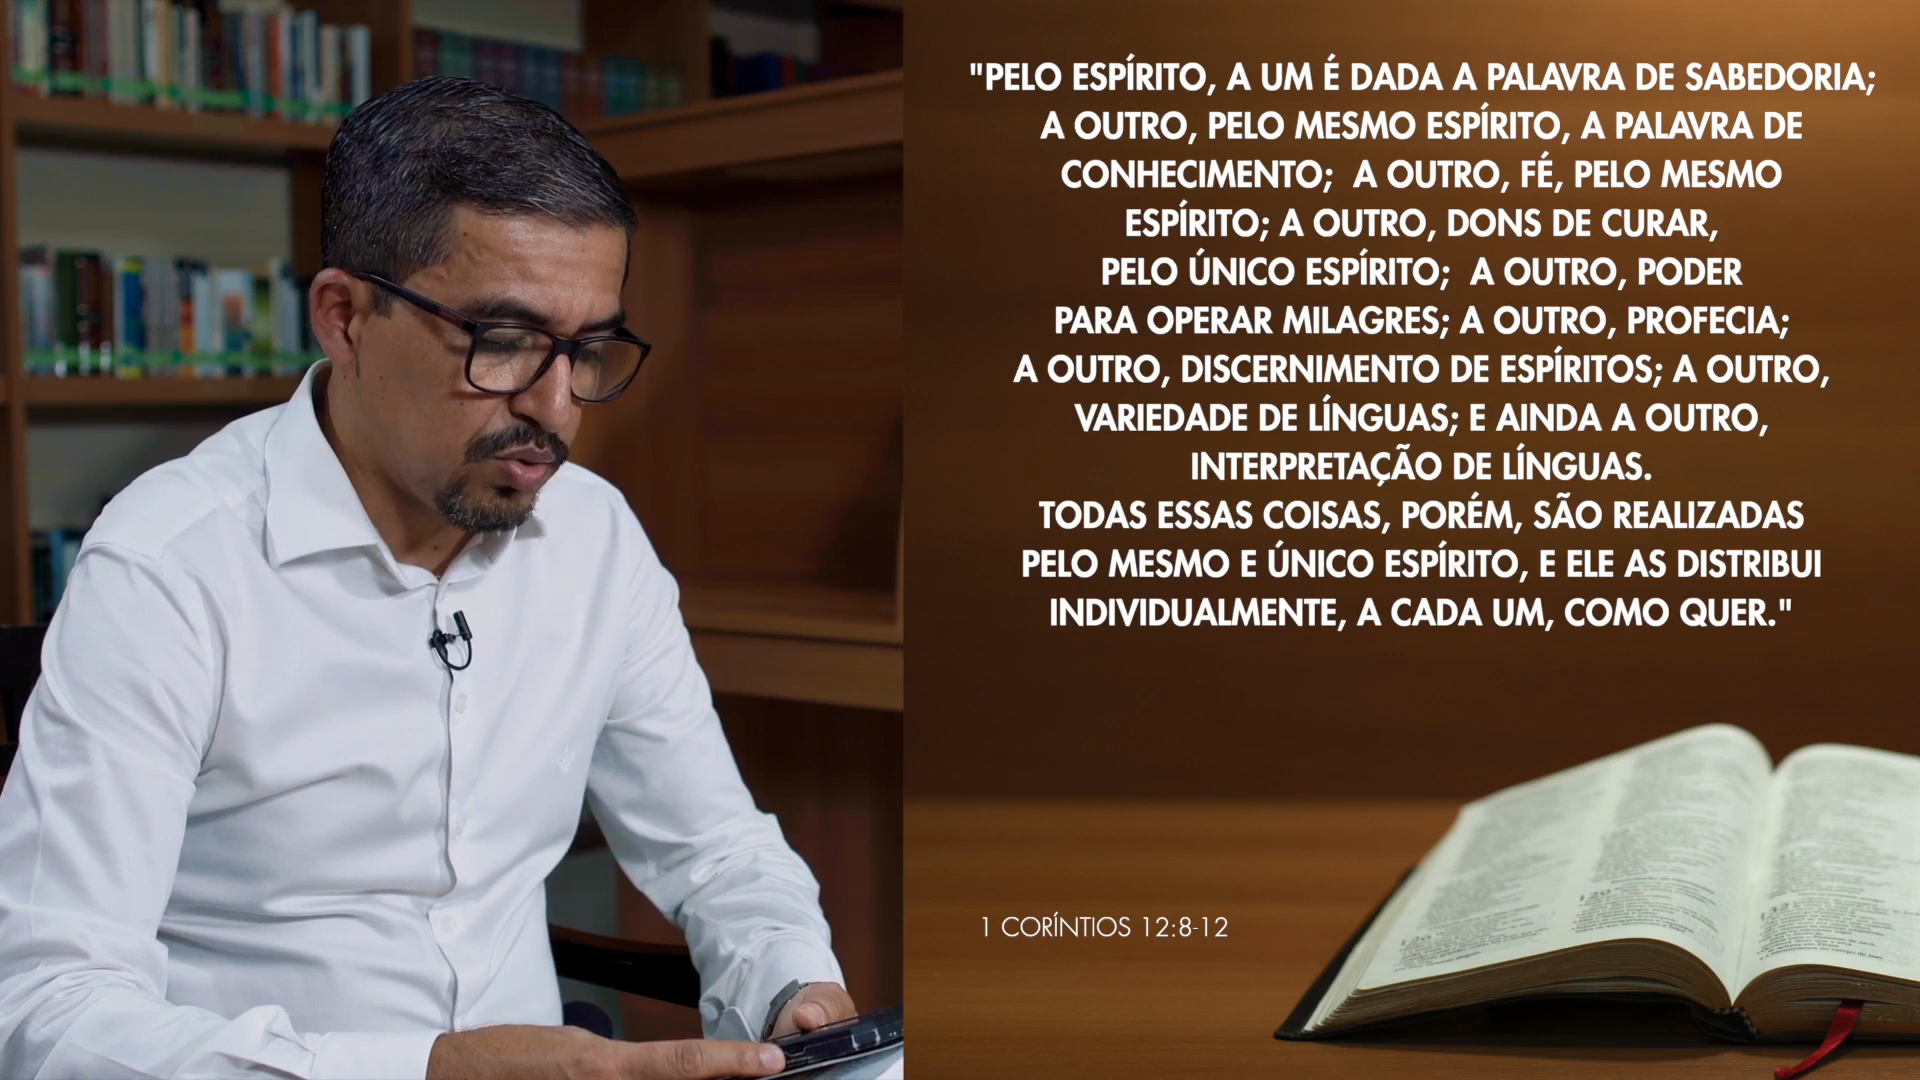 "PELO ESPÍRITO, A UM É DADA A PALAVRA DE SABEDORIA;
A OUTRO, PELO MESMO ESPÍRITO, A PALAVRA DE
CONHECIMENTO; A OUTRO, FÉ, PELO MESMO
ESPÍRITO; A OUTRO, DONS DE CURAR,
PELO ÚNICO ESPÍRITO; A OUTRO, PODER
PARA OPERAR MILAGRES; A OUTRO, PROFECIA;
A OUTRO, DISCERNIMENTO DE ESPÍRITOS; A OUTRO,
VARIEDADE DE LÍNGUAS; E AINDA A OUTRO,
INTERPRETAÇÃO DE LÍNGUAS.
TODAS ESSAS COISAS, PORÉM, SÃO REALIZADAS
PELO MESMO E ÚNICO ESPÍRITO, E ELE AS DISTRIBUI
INDIVIDUALMENTE, A CADA UM, COMO QUER."
1 CORÍNTIOS 12:8-12